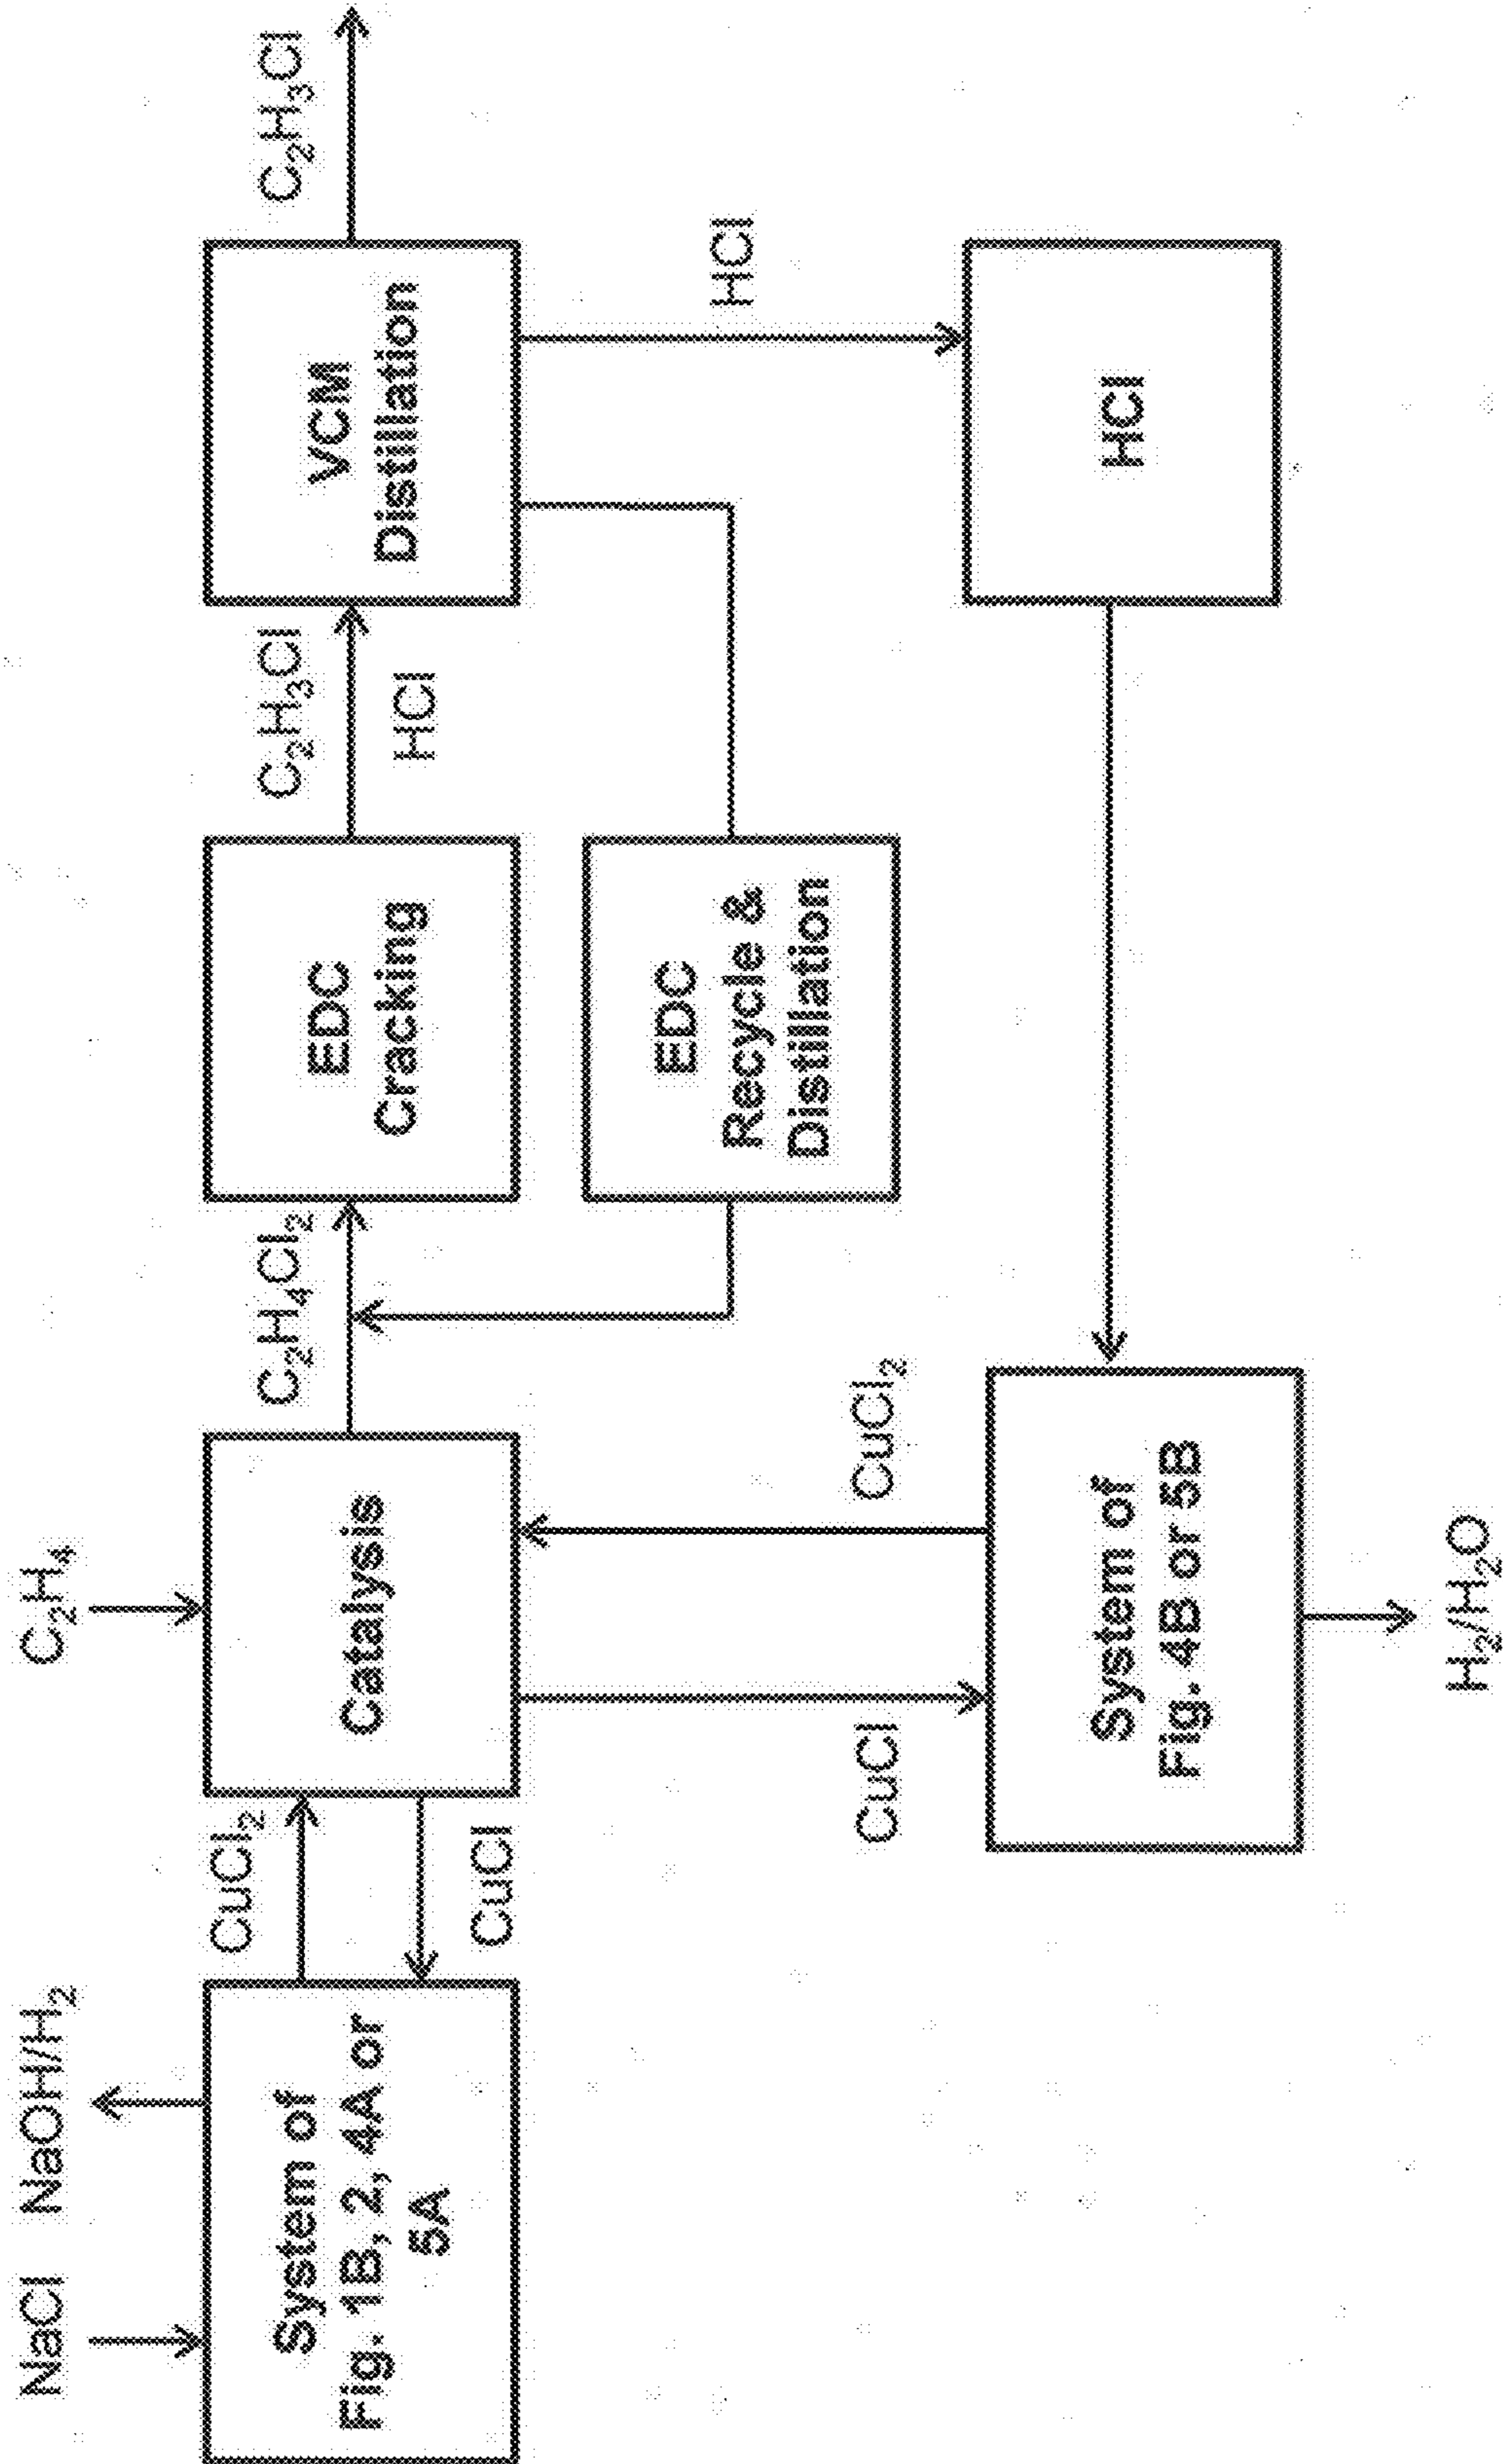 NaCl
NaOH/H₂
C₂H₄
System of
Fig. 1B, 2, 4A or
5A
CuCl₂
CuCl
Catalysis
C₂H₄Cl₂
EDC
Cracking
C₂H₃Cl
HCl
VCM
Distillation
C₂H₃Cl
EDC
Recycle &
Distillation
HCl
CuCl
CuCl₂
System of
Fig. 4B or 5B
HCl
H₂/H₂O